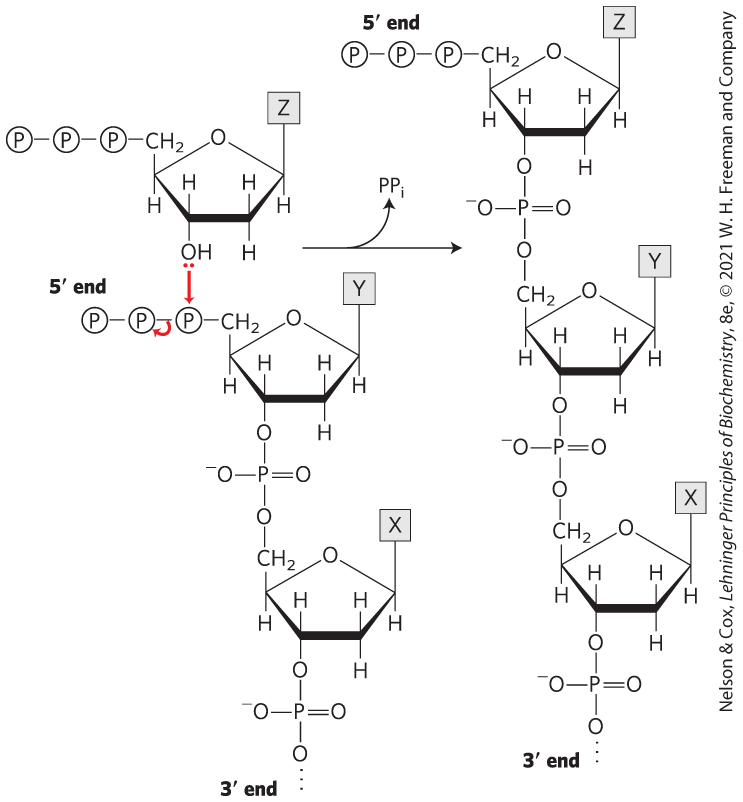 5′ end
Z
P–P–P–CH₂ O
H H H H
H
O
⁻O–P=O
O
Z
P–P–P–CH₂ O
H H H H
OH H
PPᵢ
5′ end
Y
P–P–P–CH₂ O
H H H H
H
O
⁻O–P=O
O
X
CH₂ O
H H H H
H
O
⁻O–P=O
O
3′ end
Y
CH₂ O
H H H H
H
O
⁻O–P=O
O
X
CH₂ O
H H H H
H
O
⁻O–P=O
O
3′ end
Nelson & Cox, Lehninger Principles of Biochemistry, 8e, © 2021 W. H. Freeman and Company